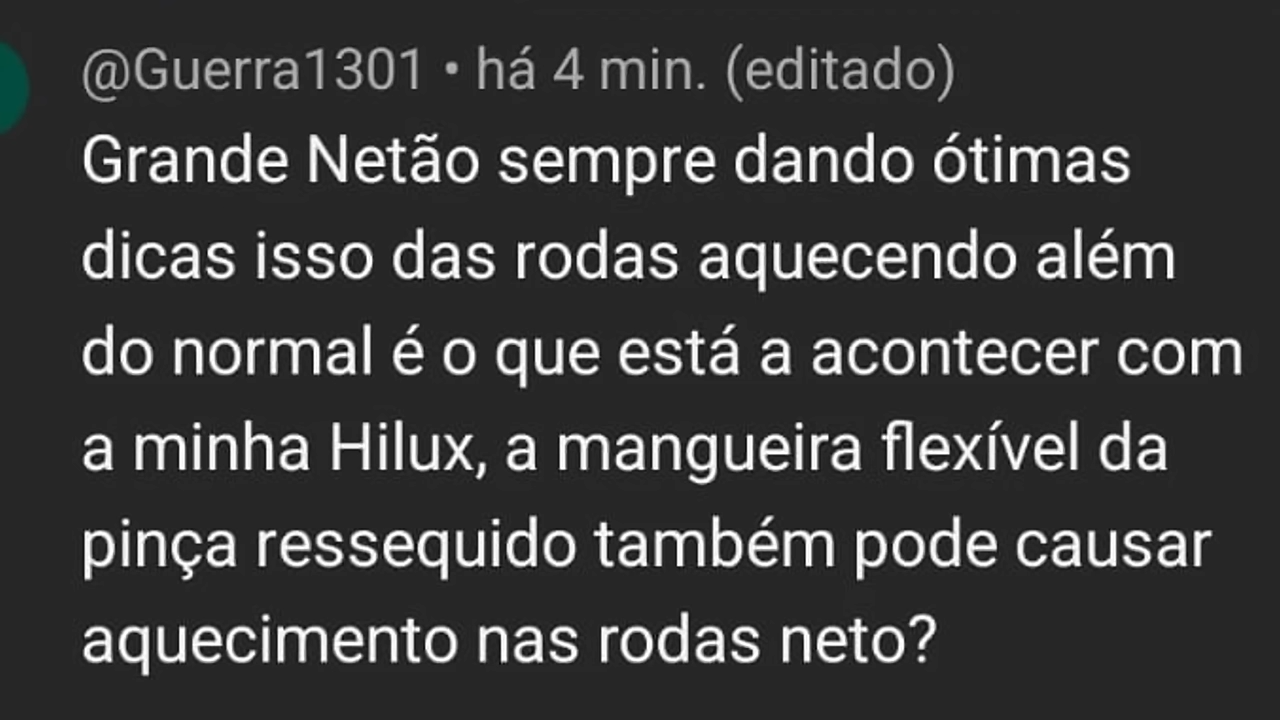 @Guerra1301 • há 4 min. (editado)
Grande Netão sempre dando ótimas
dicas isso das rodas aquecendo além
do normal é o que está a acontecer com
a minha Hilux, a mangueira flexível da
pinça ressequido também pode causar
aquecimento nas rodas neto?